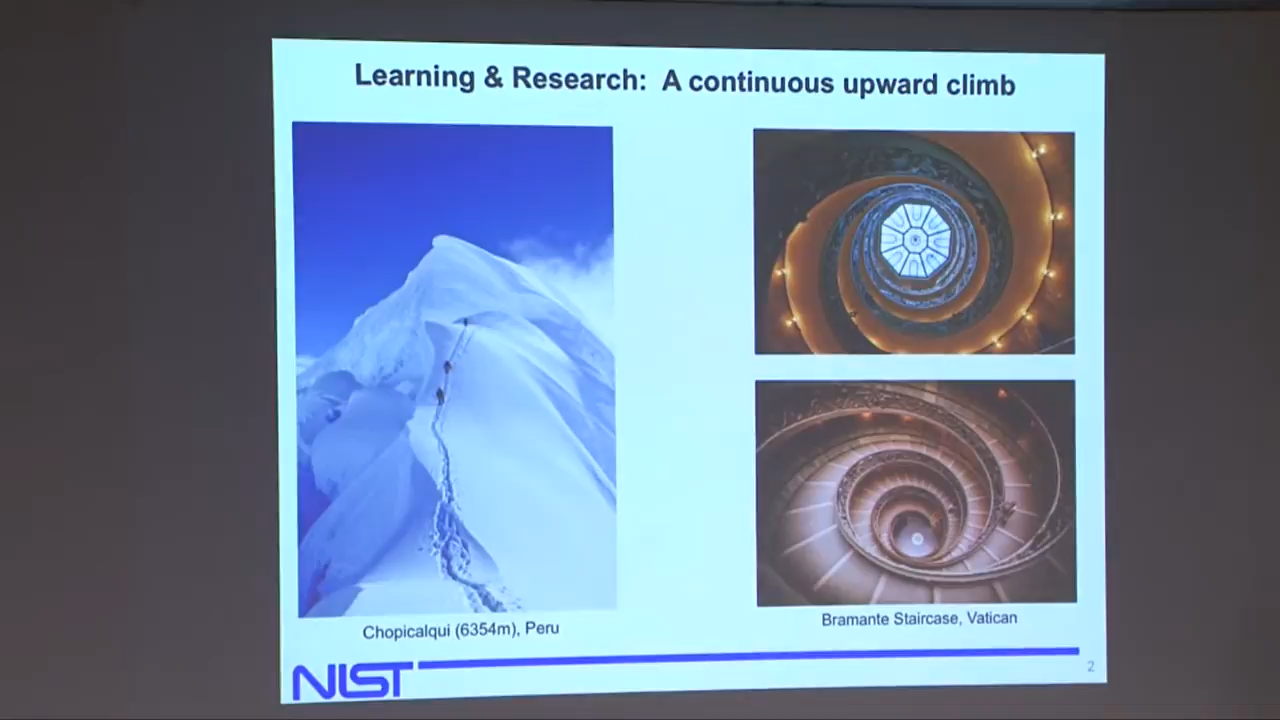 Learning & Research: A continuous upward climb
Chopicalqui (6354m), Peru
Bramante Staircase, Vatican
NIST
2